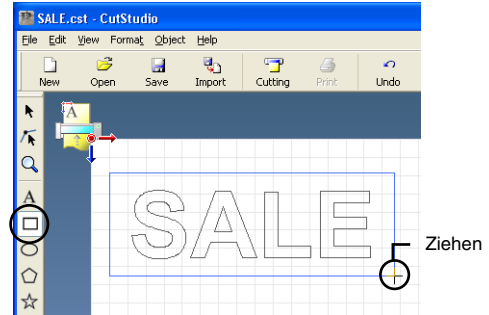 SALE.cst - CutStudio
File Edit View Format Object Help
New Open Save Import Cutting Print Undo
A
A
SALE
Ziehen